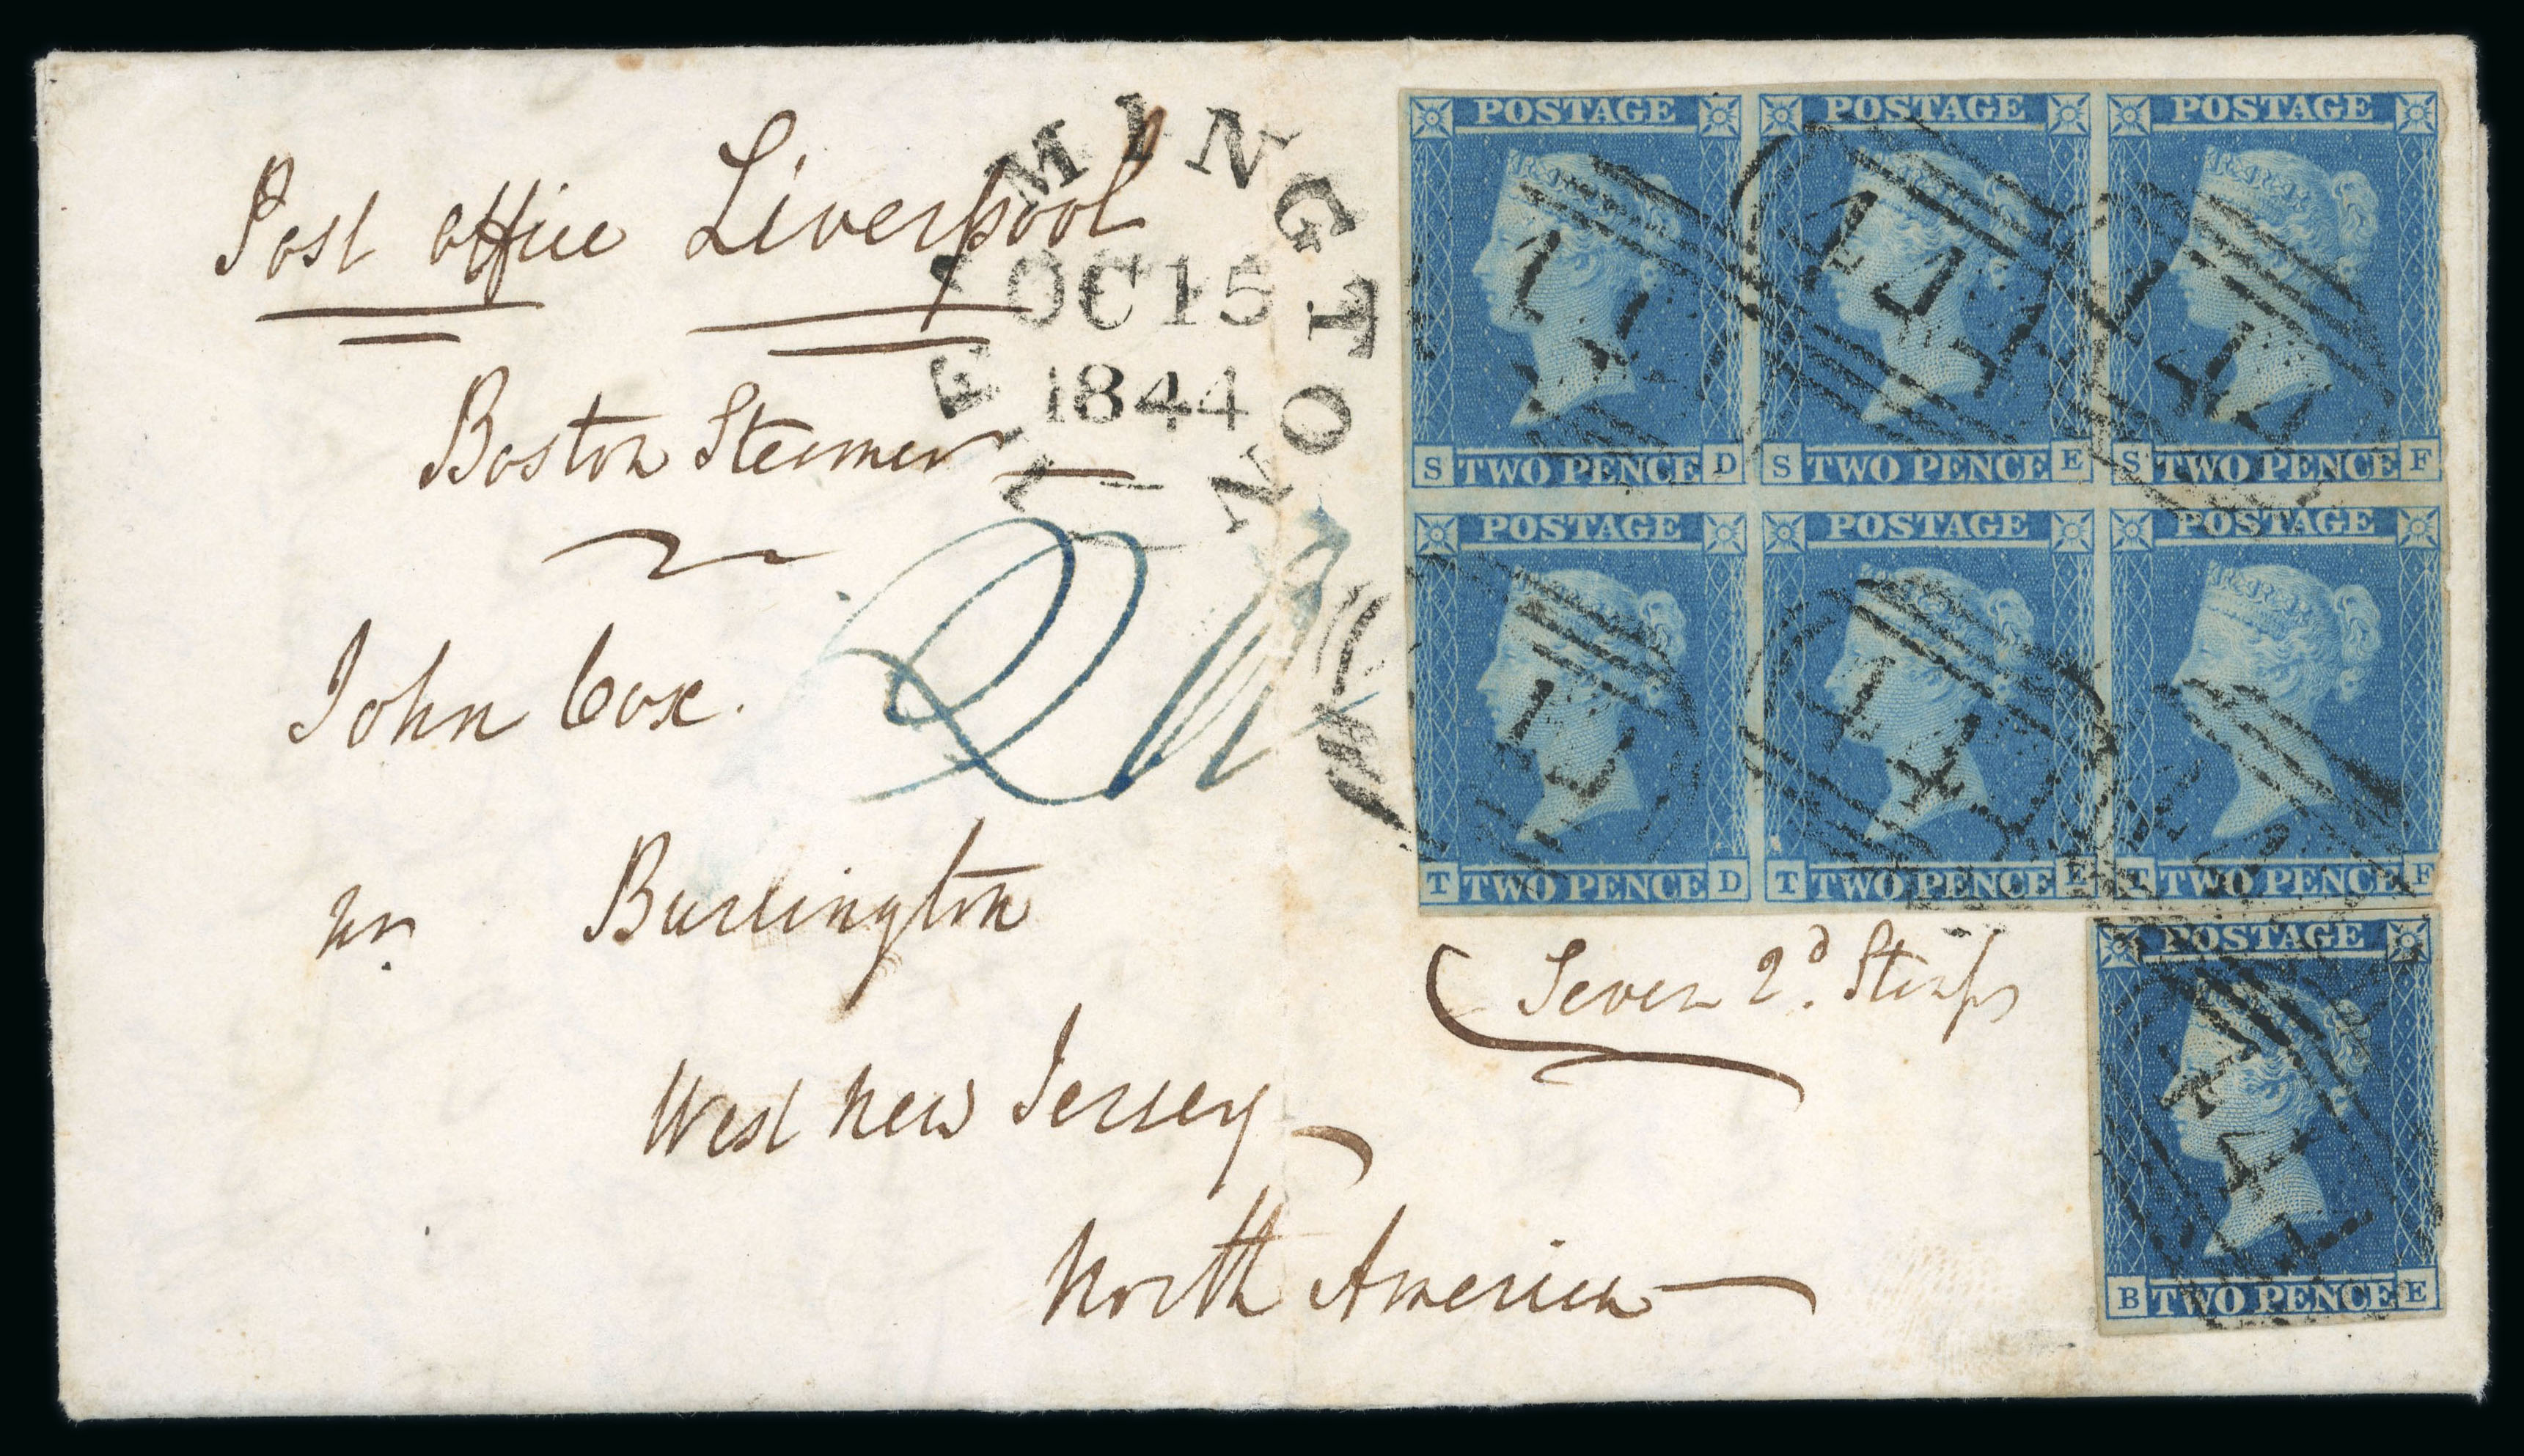 Post office Liverpool
Boston Steamer
John Cox.
nr.
Burlington
West New Jersey
North America
LEAMINGTON
OC 15
1844
POSTAGE POSTAGE POSTAGE
S TWO PENCE D S TWO PENCE E S TWO PENCE F
POSTAGE POSTAGE POSTAGE
T TWO PENCE D T TWO PENCE E T TWO PENCE F
Seven 2d. Stamps
POSTAGE
B TWO PENCE E